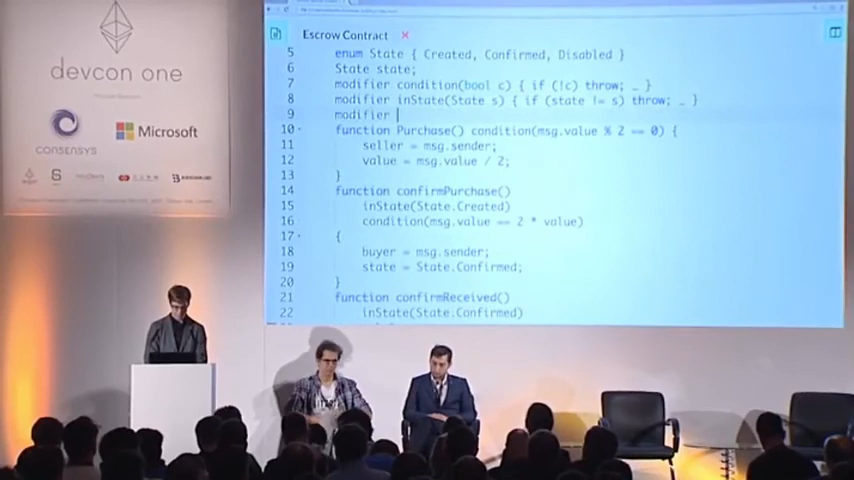 devcon one
CONSENSYS
Microsoft
Escrow Contract
5 enum State { Created, Confirmed, Disabled }
6 State state;
7 modifier condition(bool c) { if (!c) throw; _ }
8 modifier inState(State s) { if (state != s) throw; _ }
9 modifier
10 function Purchase() condition(msg.value % 2 == 0) {
11 seller = msg.sender;
12 value = msg.value / 2;
13 }
14 function confirmPurchase()
15 inState(State.Created)
16 condition(msg.value == 2 * value)
17 {
18 buyer = msg.sender;
19 state = State.Confirmed;
20 }
21 function confirmReceived()
22 inState(State.Confirmed)